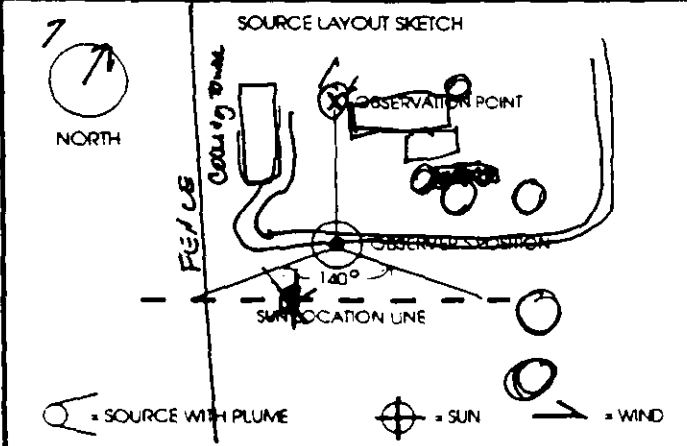 SOURCE LAYOUT SKETCH
NORTH
Cooling Tower
OBSERVATION POINT
FENCE
OBSERVER'S POSITION
140°
SUN LOCATION LINE
= SOURCE WITH PLUME
= SUN
= WIND